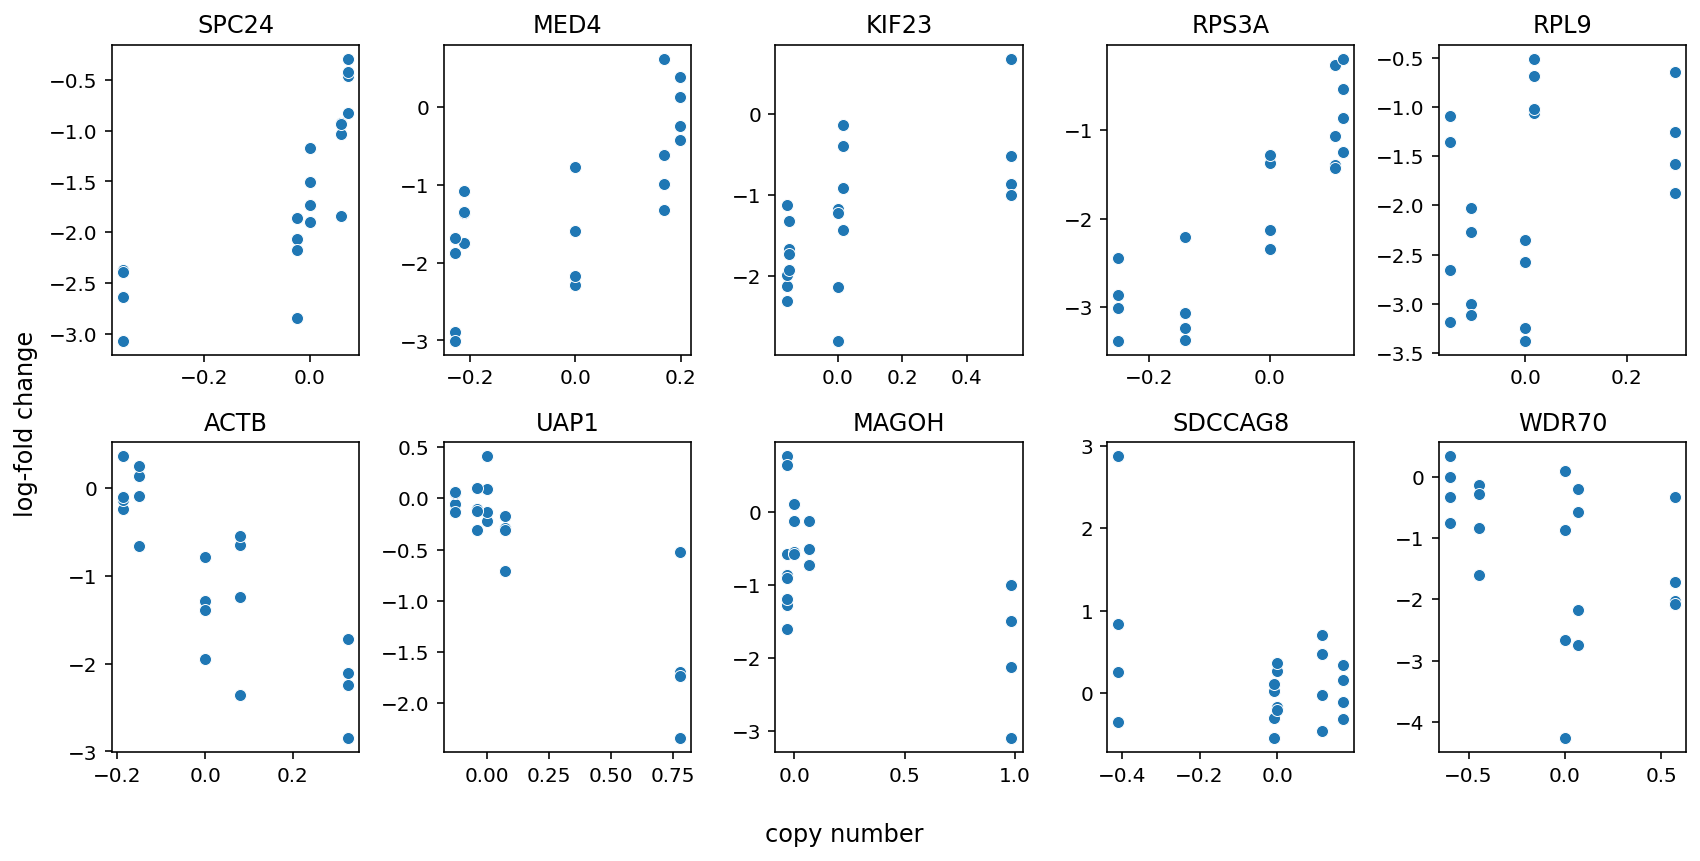 SPC24 MED4 KIF23 RPS3A RPL9
−0.5 0 0 −1 −0.5
−1.0 −1 −1 −2 −1.0
−1.5 −2 −2 −3 −1.5
−2.0 −3 −2.0
−2.5 −2.5
−3.0 −3.0
−3.5
−0.2 0.0 −0.2 0.0 0.2 0.0 0.2 0.4 −0.2 0.0 0.0 0.2
log-fold change
ACTB UAP1 MAGOH SDCCAG8 WDR70
0 0.5 0 3 0
−1 0.0 −1 2 −1
−2 −0.5 −2 1 −2
−3 −1.0 −3 0 −3
−1.5 −4
−2.0
−0.2 0.0 0.2 0.00 0.25 0.50 0.75 0.0 0.5 1.0 −0.4 −0.2 0.0 −0.5 0.0 0.5
copy number